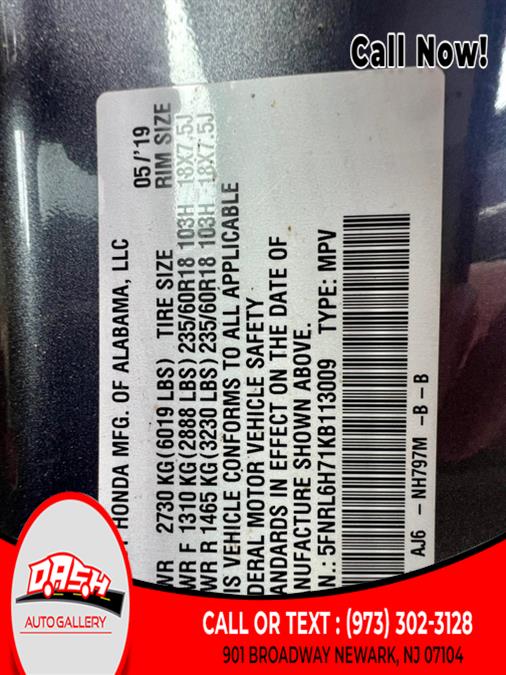 Call Now!
HONDA MFG. OF ALABAMA, LLC 05/'19
WR 2730 KG (6019 LBS) TIRE SIZE RIM SIZE
WR F 1310 KG (2888 LBS) 235/60R18 103H 18X7.5J
WR R 1465 KG (3230 LBS) 235/60R18 103H 18X7.5J
IS VEHICLE CONFORMS TO ALL APPLICABLE
DERAL MOTOR VEHICLE SAFETY
ANDARDS IN EFFECT ON THE DATE OF
NUFACTURE SHOWN ABOVE.
N.: 5FNRL6H71KB113009 TYPE: MPV
AJ6 - NH797M -B - B
DASH
AUTO GALLERY
CALL OR TEXT : (973) 302-3128
901 BROADWAY NEWARK, NJ 07104